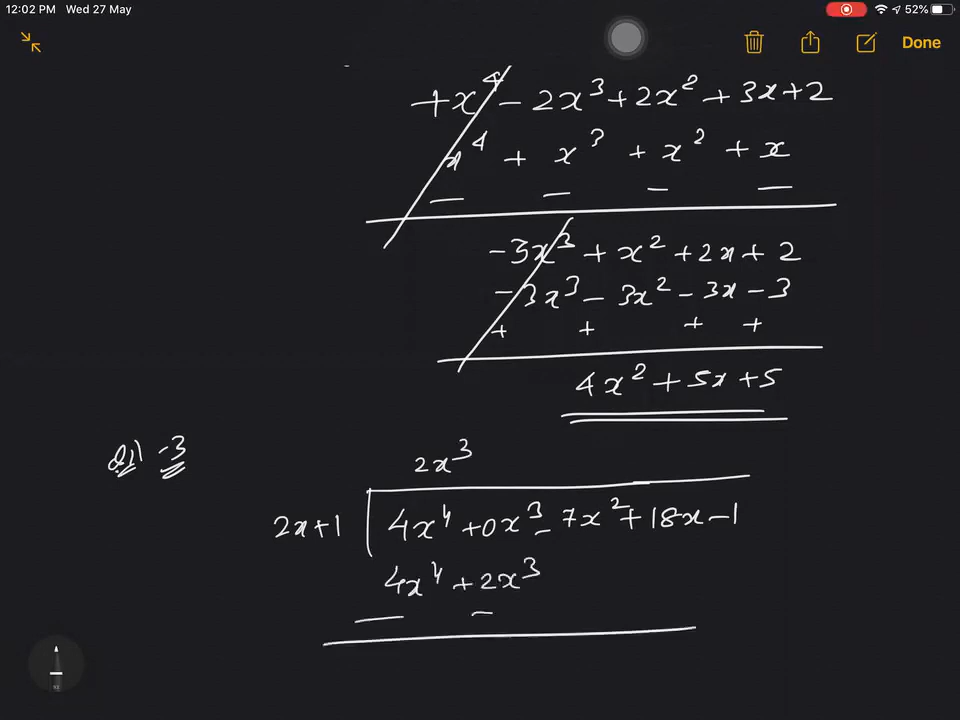 12:02 PM Wed 27 May 52%
Done
+x⁴ - 2x³ + 2x² + 3x + 2
x⁴ + x³ + x² + x
- - - -
-3x³ + x² + 2x + 2
-3x³ - 3x² - 3x - 3
+ + + +
4x² + 5x + 5
-3
2x³
2x+1 4x⁴ + 0x³ - 7x² + 18x - 1
4x⁴ + 2x³
- -